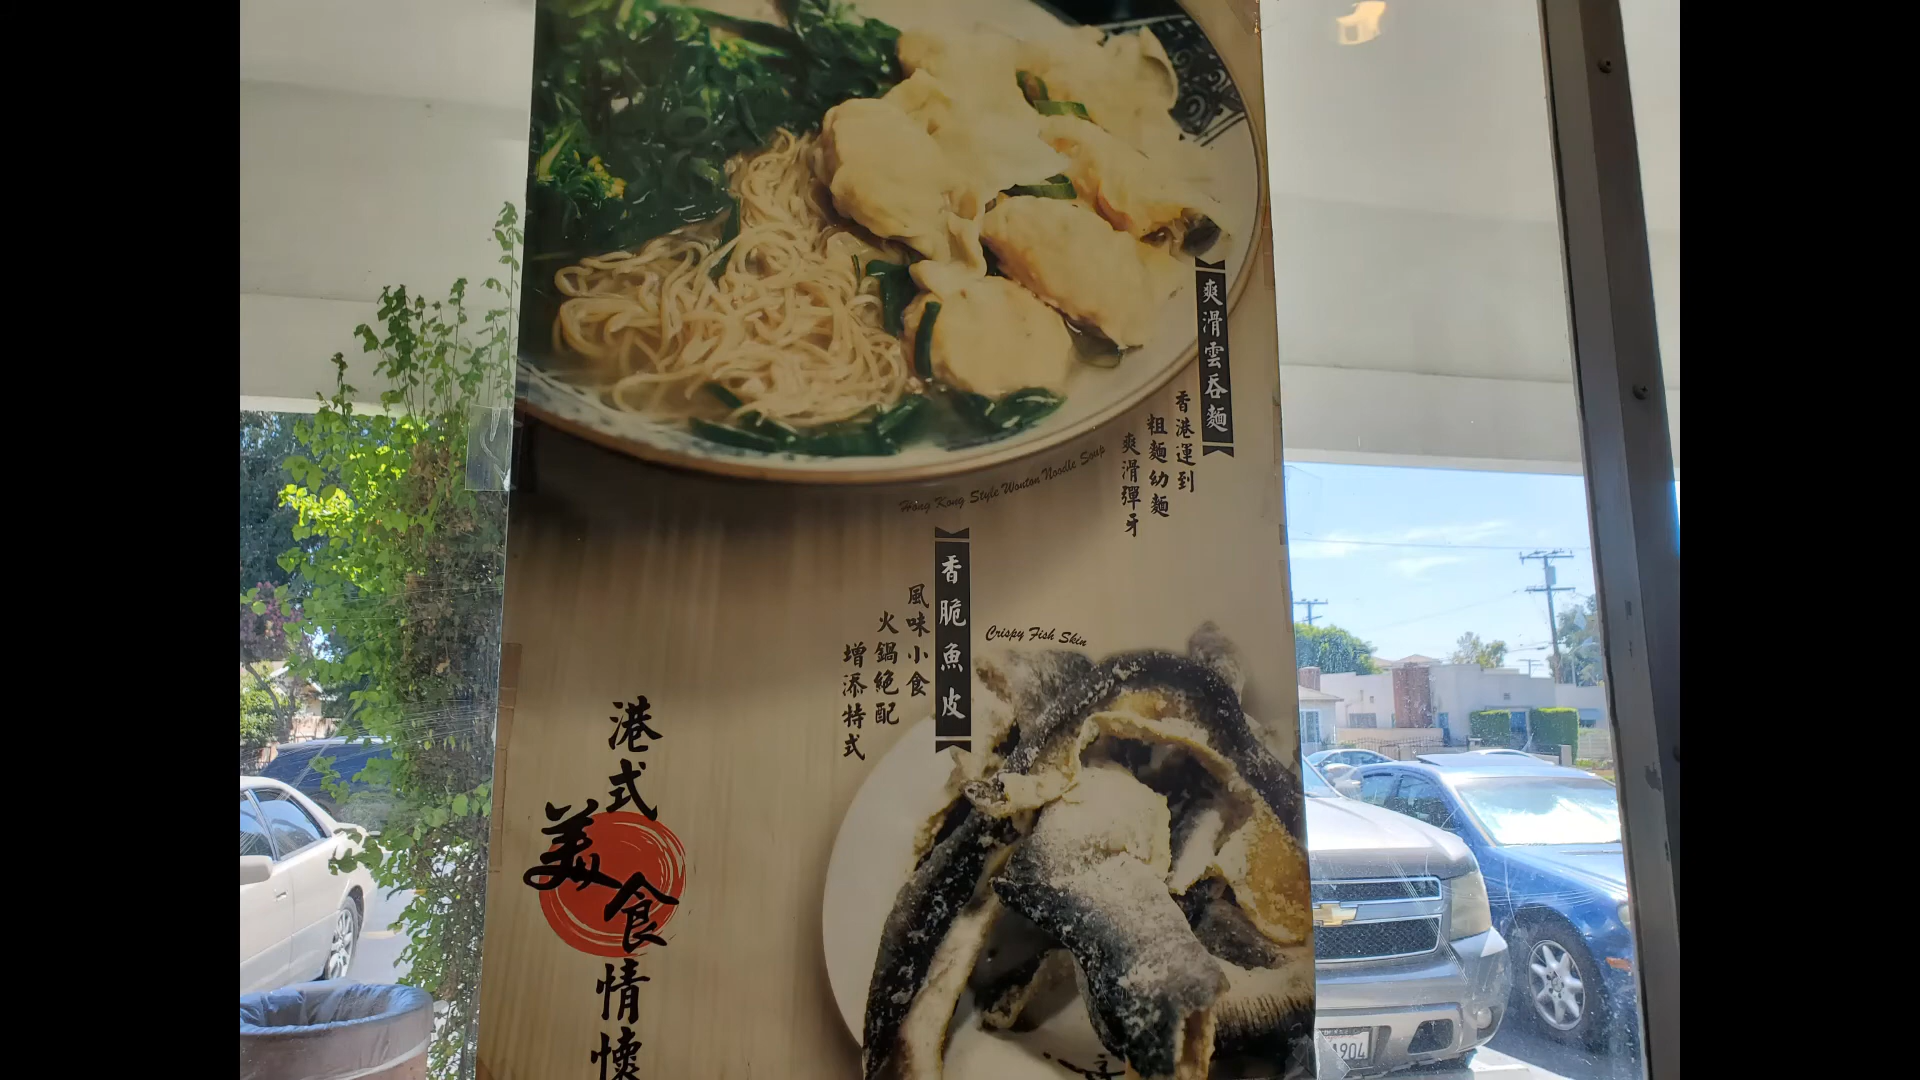 爽滑雲吞麵
香港運到
粗麵幼麵
爽滑彈牙
Hong Kong Style Wonton Noodle Soup
香脆魚皮
Crispy Fish Skin
風味小食
火鍋絕配
增添特式
港式美食情懷